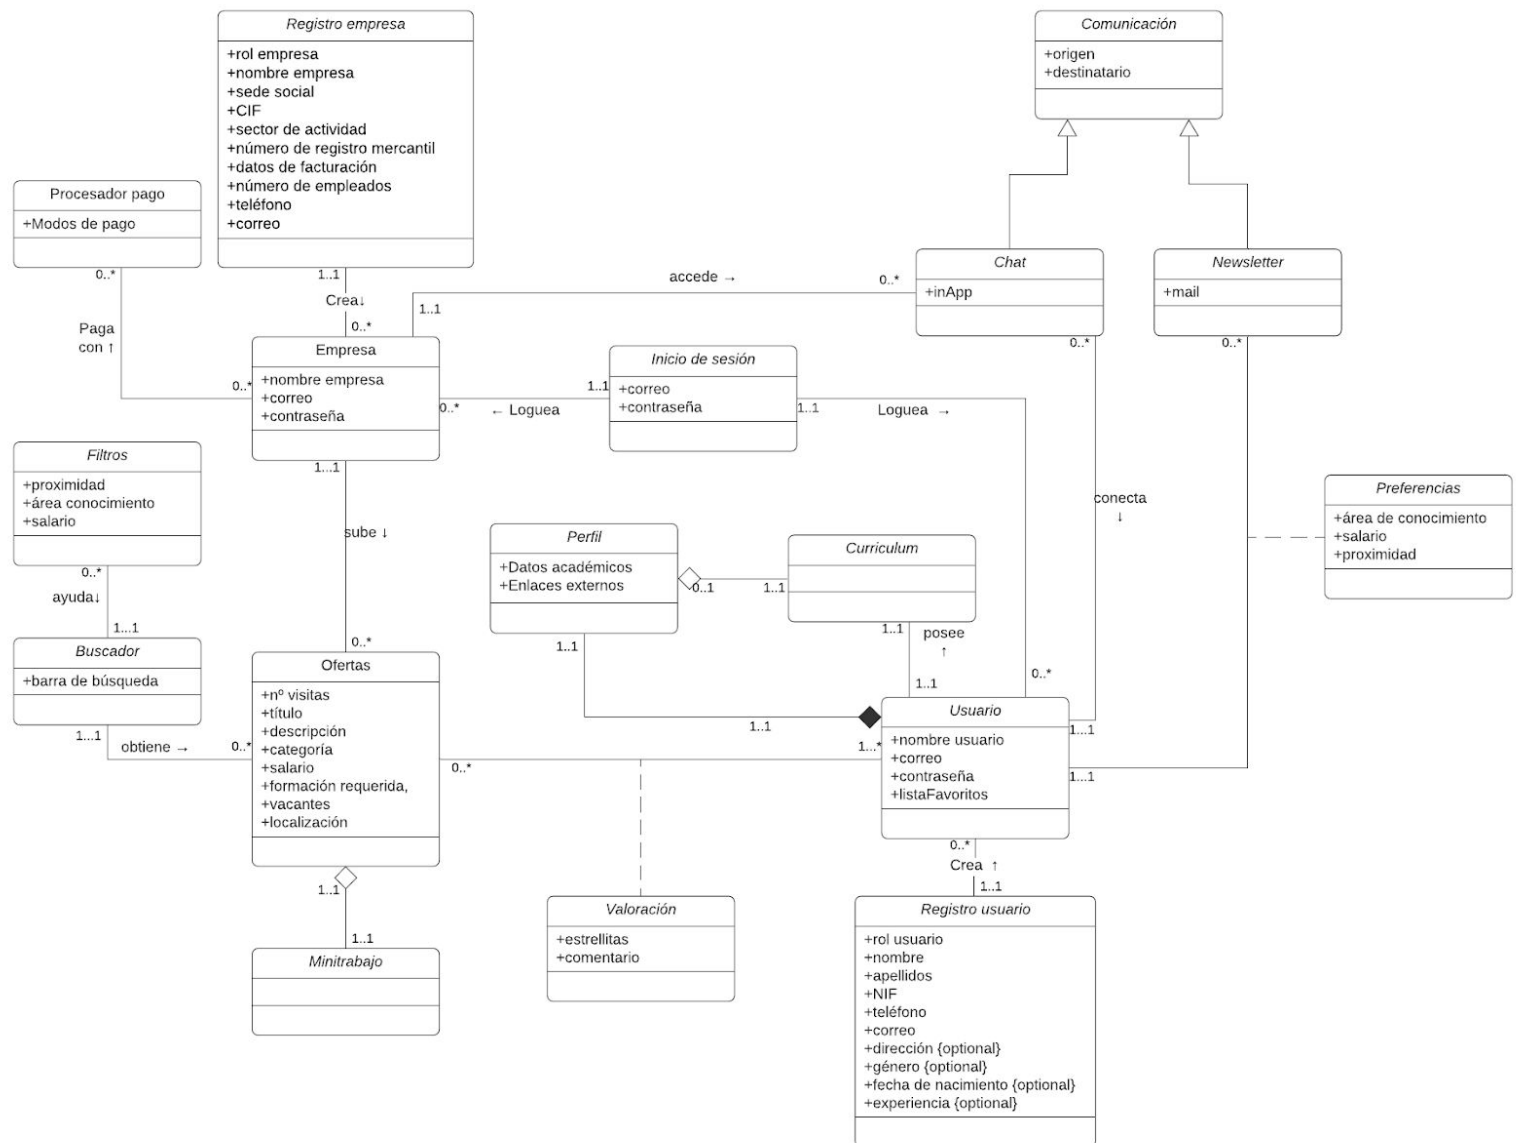 Registro empresa
+rol empresa
+nombre empresa
+sede social
+CIF
+sector de actividad
+número de registro mercantil
+datos de facturación
+número de empleados
+teléfono
+correo
Comunicación
+origen
+destinatario
Procesador pago
+Modos de pago
0..*
1..1
Crea↓
0..*
accede →
0..*
1..1
Chat
+inApp
0..*
Newsletter
+mail
0..*
Paga
con ↑
0..*
Empresa
+nombre empresa
+correo
+contraseña
0..*
← Loguea
1..1
Inicio de sesión
+correo
+contraseña
1..1
Loguea →
1...1
Filtros
+proximidad
+área conocimiento
+salario
0..*
ayuda↓
1...1
sube ↓
0..*
conecta
↓
Preferencias
+área de conocimiento
+salario
+proximidad
Perfil
+Datos académicos
+Enlaces externos
0..1
1..1
Curriculum
1..1
1..1
posee
↑
1..1
0..*
Buscador
+barra de búsqueda
1...1
obtiene →
0..*
Ofertas
+nº visitas
+título
+descripción
+categoría
+salario
+formación requerida,
+vacantes
+localización
0..*
1..1
1...*
Usuario
+nombre usuario
+correo
+contraseña
+listaFavoritos
1...1
1...1
0..*
Crea ↑
1..1
1..1
1..1
Minitrabajo
Valoración
+estrellitas
+comentario
Registro usuario
+rol usuario
+nombre
+apellidos
+NIF
+teléfono
+correo
+dirección {optional}
+género {optional}
+fecha de nacimiento {optional}
+experiencia {optional}